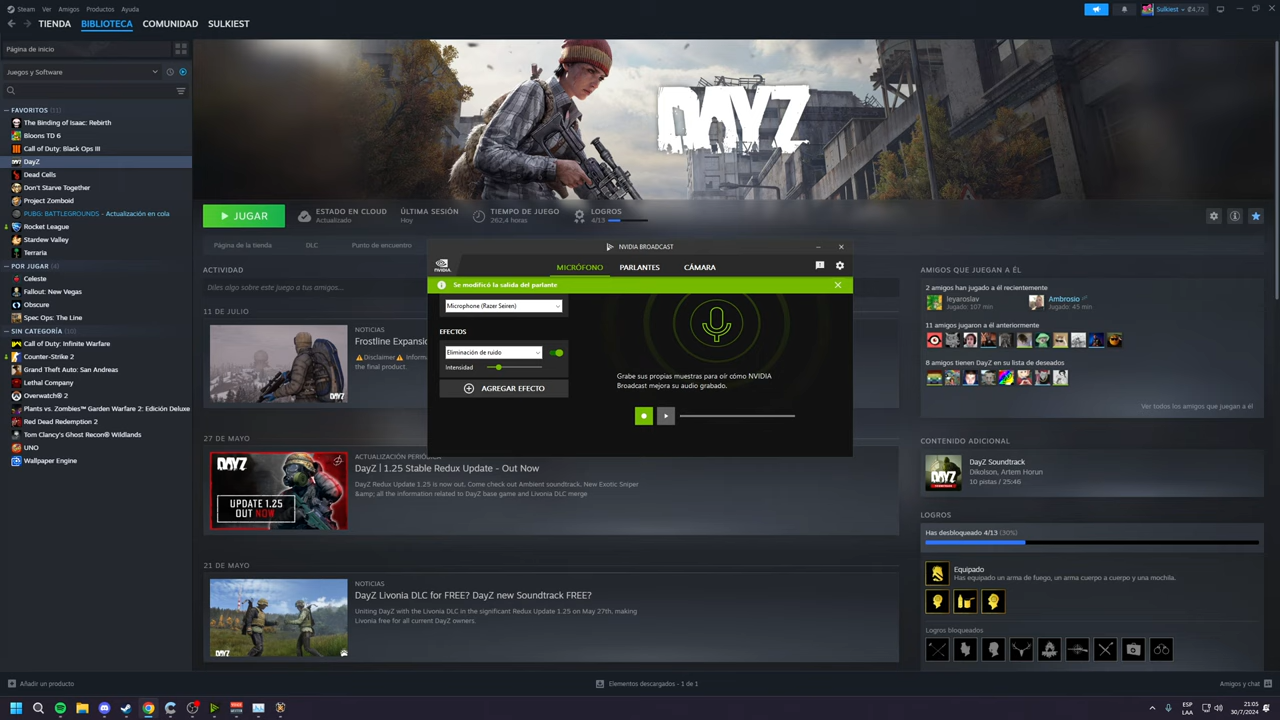 Steam Ver Amigos Productos Ayuda
Sulkiest
TIENDA BIBLIOTECA COMUNIDAD SULKIEST
Página de inicio
Juegos y Software
FAVORITOS
The Binding of Isaac: Rebirth
Bloons TD 6
Call of Duty: Black Ops III
DayZ
Dead Cells
Don't Starve Together
Project Zomboid
PUBG: BATTLEGROUNDS - Actualización en cola
Rocket League
Stardew Valley
Terraria
POR JUGAR
Celeste
Fallout: New Vegas
Obscure
Spec Ops: The Line
SIN CATEGORÍA
Call of Duty: Infinite Warfare
Counter-Strike 2
Grand Theft Auto: San Andreas
Lethal Company
Overwatch® 2
Plants vs. Zombies™ Garden Warfare 2: Edición Deluxe
Red Dead Redemption 2
Tom Clancy's Ghost Recon® Wildlands
UNO
Wallpaper Engine
Añadir un producto
DAYZ
JUGAR
ESTADO EN CLOUD
Actualizado
ÚLTIMA SESIÓN
Hoy
TIEMPO DE JUEGO
262,4 horas
LOGROS
4/13
Página de la tienda DLC Punto de encuentro
ACTIVIDAD
Diles algo sobre este juego a tus amigos...
11 DE JULIO
NOTICIAS
Frostline Expansion
Disclaimer
the final product.
DAYZ
27 DE MAYO
ACTUALIZACIÓN
DayZ | 1.25 Stable Redux Update - Out Now
DayZ Redux Update 1.25 is now out. Come check out Ambient soundtrack, New Exotic Sniper
&amp; all the information related to DayZ base game and Livonia DLC merge
DAYZ
UPDATE 1.25
OUT NOW
21 DE MAYO
NOTICIAS
DayZ Livonia DLC for FREE? DayZ new Soundtrack FREE?
Uniting DayZ with the Livonia DLC in the significant Redux Update 1.25 on May 27th, making
Livonia free for all current DayZ owners.
DAYZ
NVIDIA BROADCAST
NVIDIA
MICRÓFONO PARLANTES CÁMARA
Se modificó la salida del parlante
Microphone (Razer Seiren)
EFECTOS
Eliminación de ruido
Intensidad
AGREGAR EFECTO
Grabe sus propias muestras para oír cómo NVIDIA
Broadcast mejora su audio grabado.
AMIGOS QUE JUEGAN A ÉL
2 amigos han jugado a él recientemente
leyaroslav
Jugado: 107 min
Ambrosio
Jugado: 45 min
11 amigos jugaron a él anteriormente
8 amigos tienen DayZ en su lista de deseados
Ver todos los amigos que juegan a él
CONTENIDO ADICIONAL
DayZ Soundtrack
Dikolson, Artem Horun
10 pistas / 25:46
LOGROS
Has desbloqueado 4/13 (30%)
Equipado
Has equipado un arma de fuego, un arma cuerpo a cuerpo y una mochila.
Logros bloqueados
Elementos descargados - 1 de 1
Amigos y chat
ESP
LAA
21:05
30/7/2024